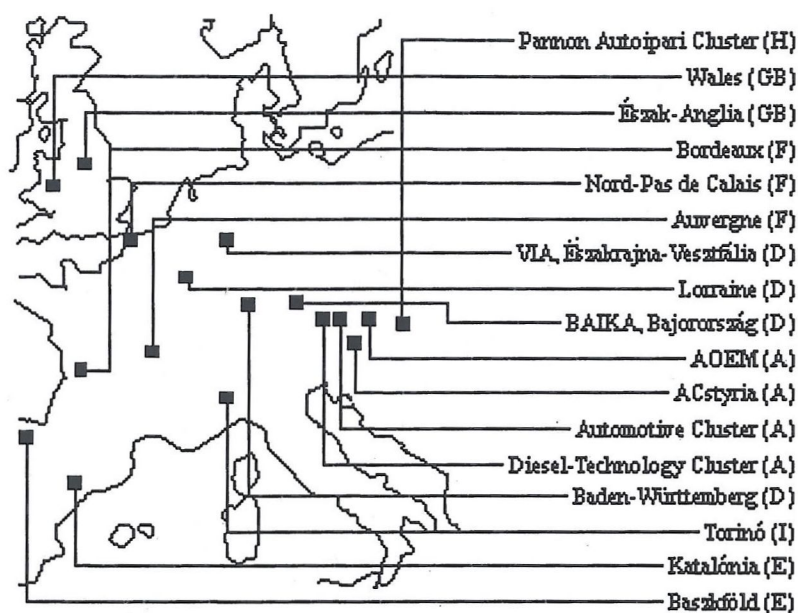 Pannon Autóipari Cluster (H)
Wales (GB)
Észak-Anglia (GB)
Bordeaux (F)
Nord-Pas de Calais (F)
Auvergne (F)
VIA, Északrajna-Vesztfália (D)
Lorraine (D)
BAIKA, Bajorország (D)
AOEM (A)
ACstyria (A)
Automotive Cluster (A)
Diesel-Technology Cluster (A)
Baden-Württemberg (D)
Torinó (I)
Katalónia (E)
Baszkföld (E)